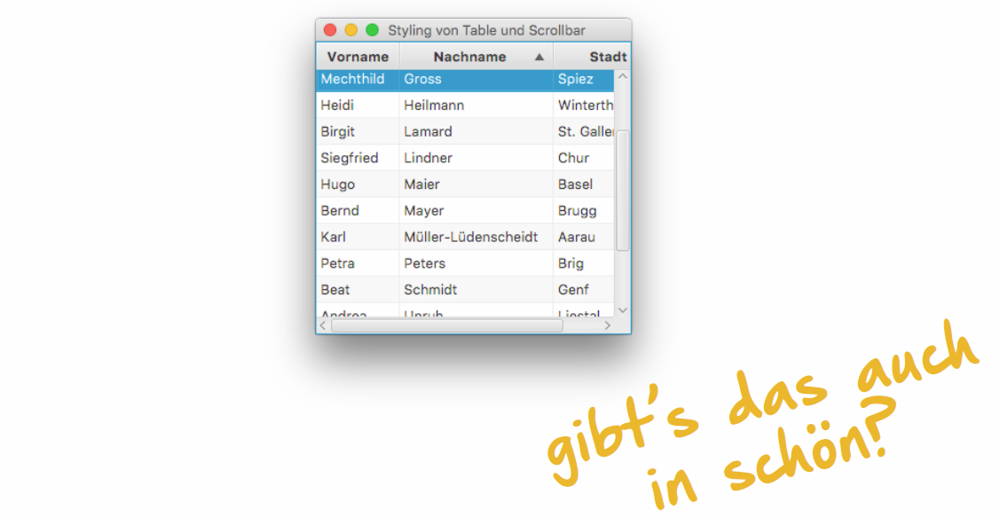 Styling von Table und Scrollbar
Vorname Nachname Stadt
Mechthild Gross Spiez
Heidi Heilmann Winterth
Birgit Lamard St. Galle
Siegfried Lindner Chur
Hugo Maier Basel
Bernd Mayer Brugg
Karl Müller-Lüdenscheidt Aarau
Petra Peters Brig
Beat Schmidt Genf
Andrea Unruh Liestal
gibt's das auch
in schön?